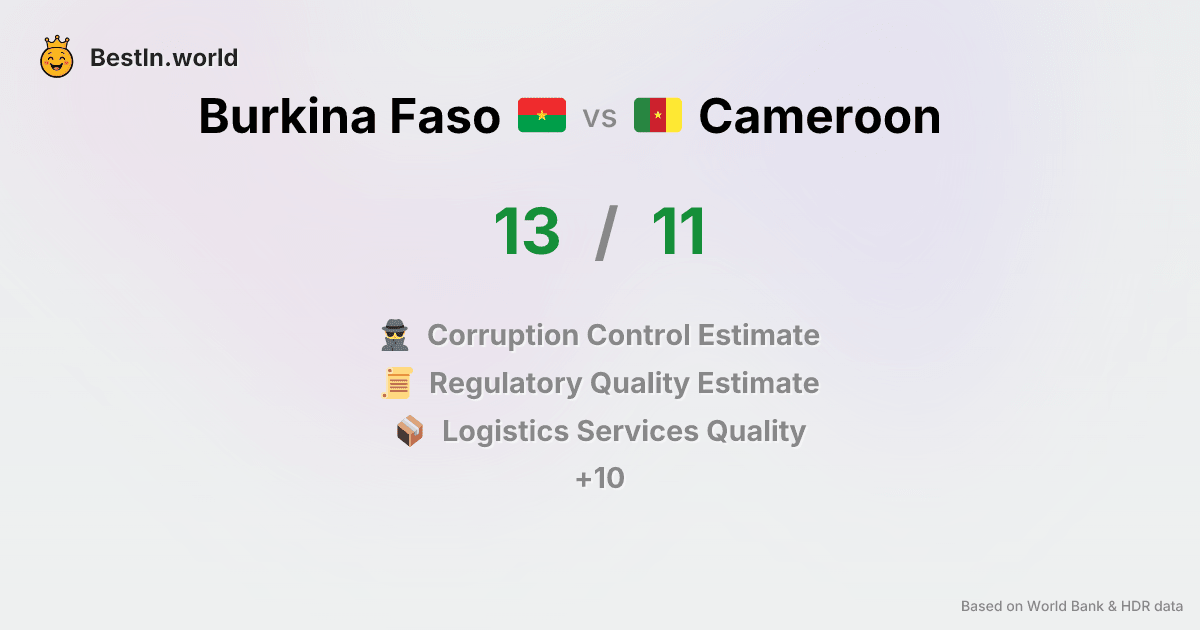 BestIn.world
Burkina Faso vs Cameroon
13 / 11
Corruption Control Estimate
Regulatory Quality Estimate
Logistics Services Quality
+10
Based on World Bank & HDR data